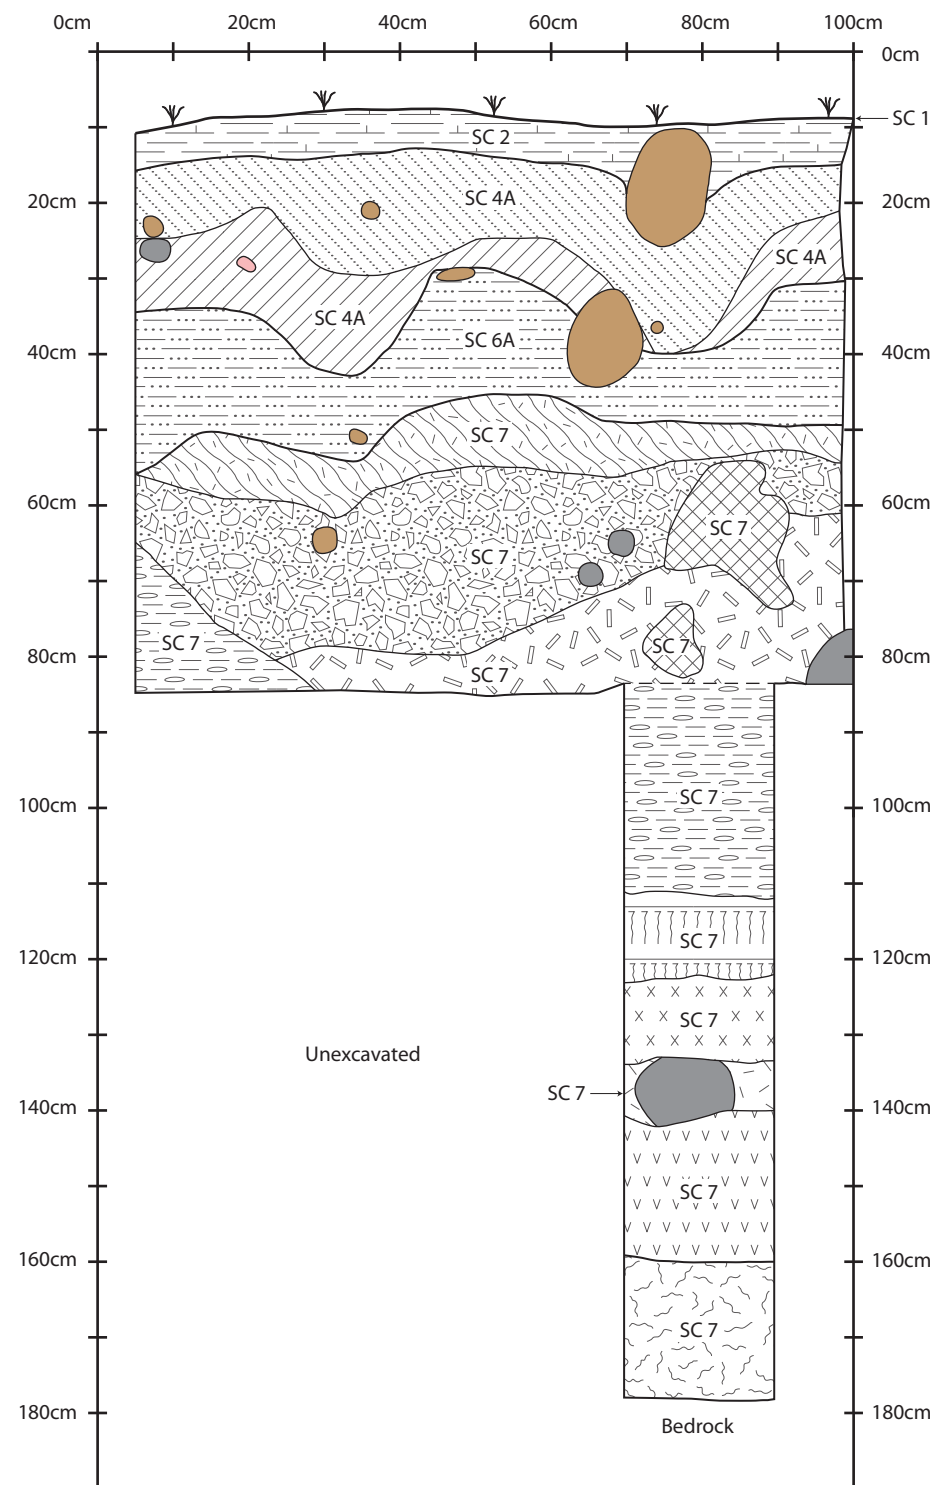 0cm 20cm 40cm 60cm 80cm 100cm
0cm
SC 1
SC 2
SC 4A
20cm 20cm
SC 4A
SC 4A
SC 6A
40cm 40cm
SC 7
60cm 60cm
SC 7
SC 7
SC 7 SC 7
80cm 80cm
SC 7
SC 7
100cm 100cm
SC 7
120cm 120cm
SC 7
Unexcavated
SC 7
140cm 140cm
SC 7
160cm 160cm
SC 7
180cm 180cm
Bedrock